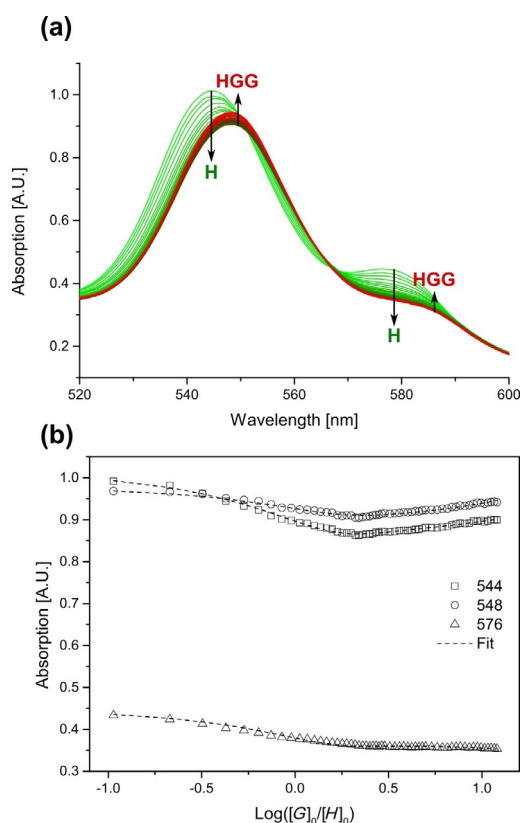 (a)
HGG
H
HGG
H
1.0
0.8
0.6
0.4
0.2
Absorption [A.U.]
520
540
560
580
600
Wavelength [nm]
(b)
1.0
0.9
0.8
0.7
0.6
0.5
0.4
0.3
Absorption [A.U.]
544
548
576
Fit
-1.0
-0.5
0.0
0.5
1.0
Log([G]₀/[H]₀)